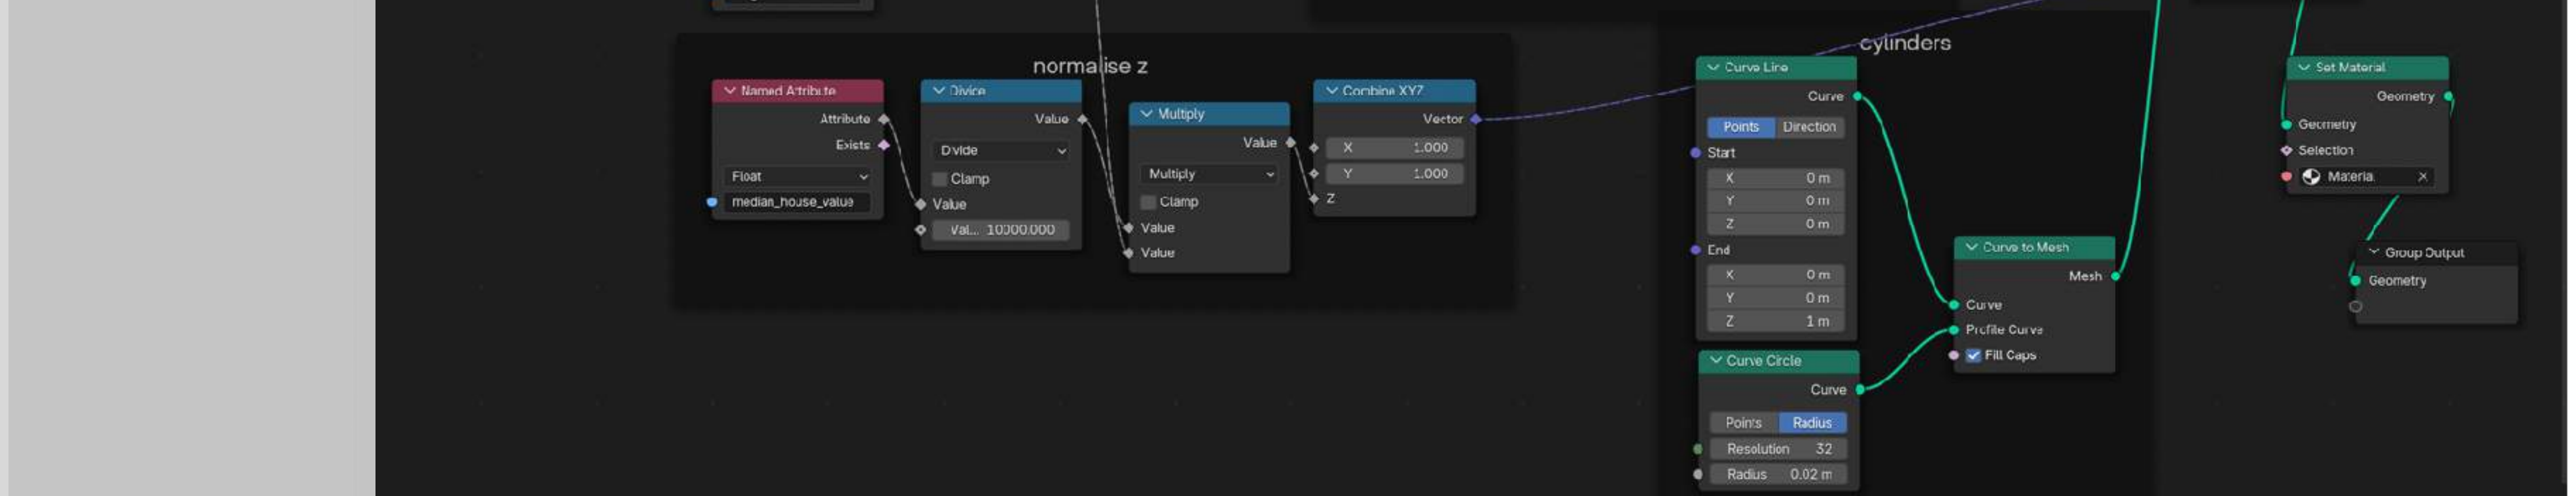 normalise z
Named Attribute
Attribute
Exists
Float
median_house_value
Divide
Value
Divide
Clamp
Value
Val... 10000.000
Multiply
Value
Multiply
Clamp
Value
Value
Combine XYZ
Vector
X 1.000
Y 1.000
Z
cylinders
Curve Line
Curve
Points Direction
Start
X 0 m
Y 0 m
Z 0 m
End
X 0 m
Y 0 m
Z 1 m
Curve Circle
Curve
Points Radius
Resolution 32
Radius 0.02 m
Curve to Mesh
Mesh
Curve
Profile Curve
Fill Caps
Set Material
Geometry
Geometry
Selection
Material
Group Output
Geometry